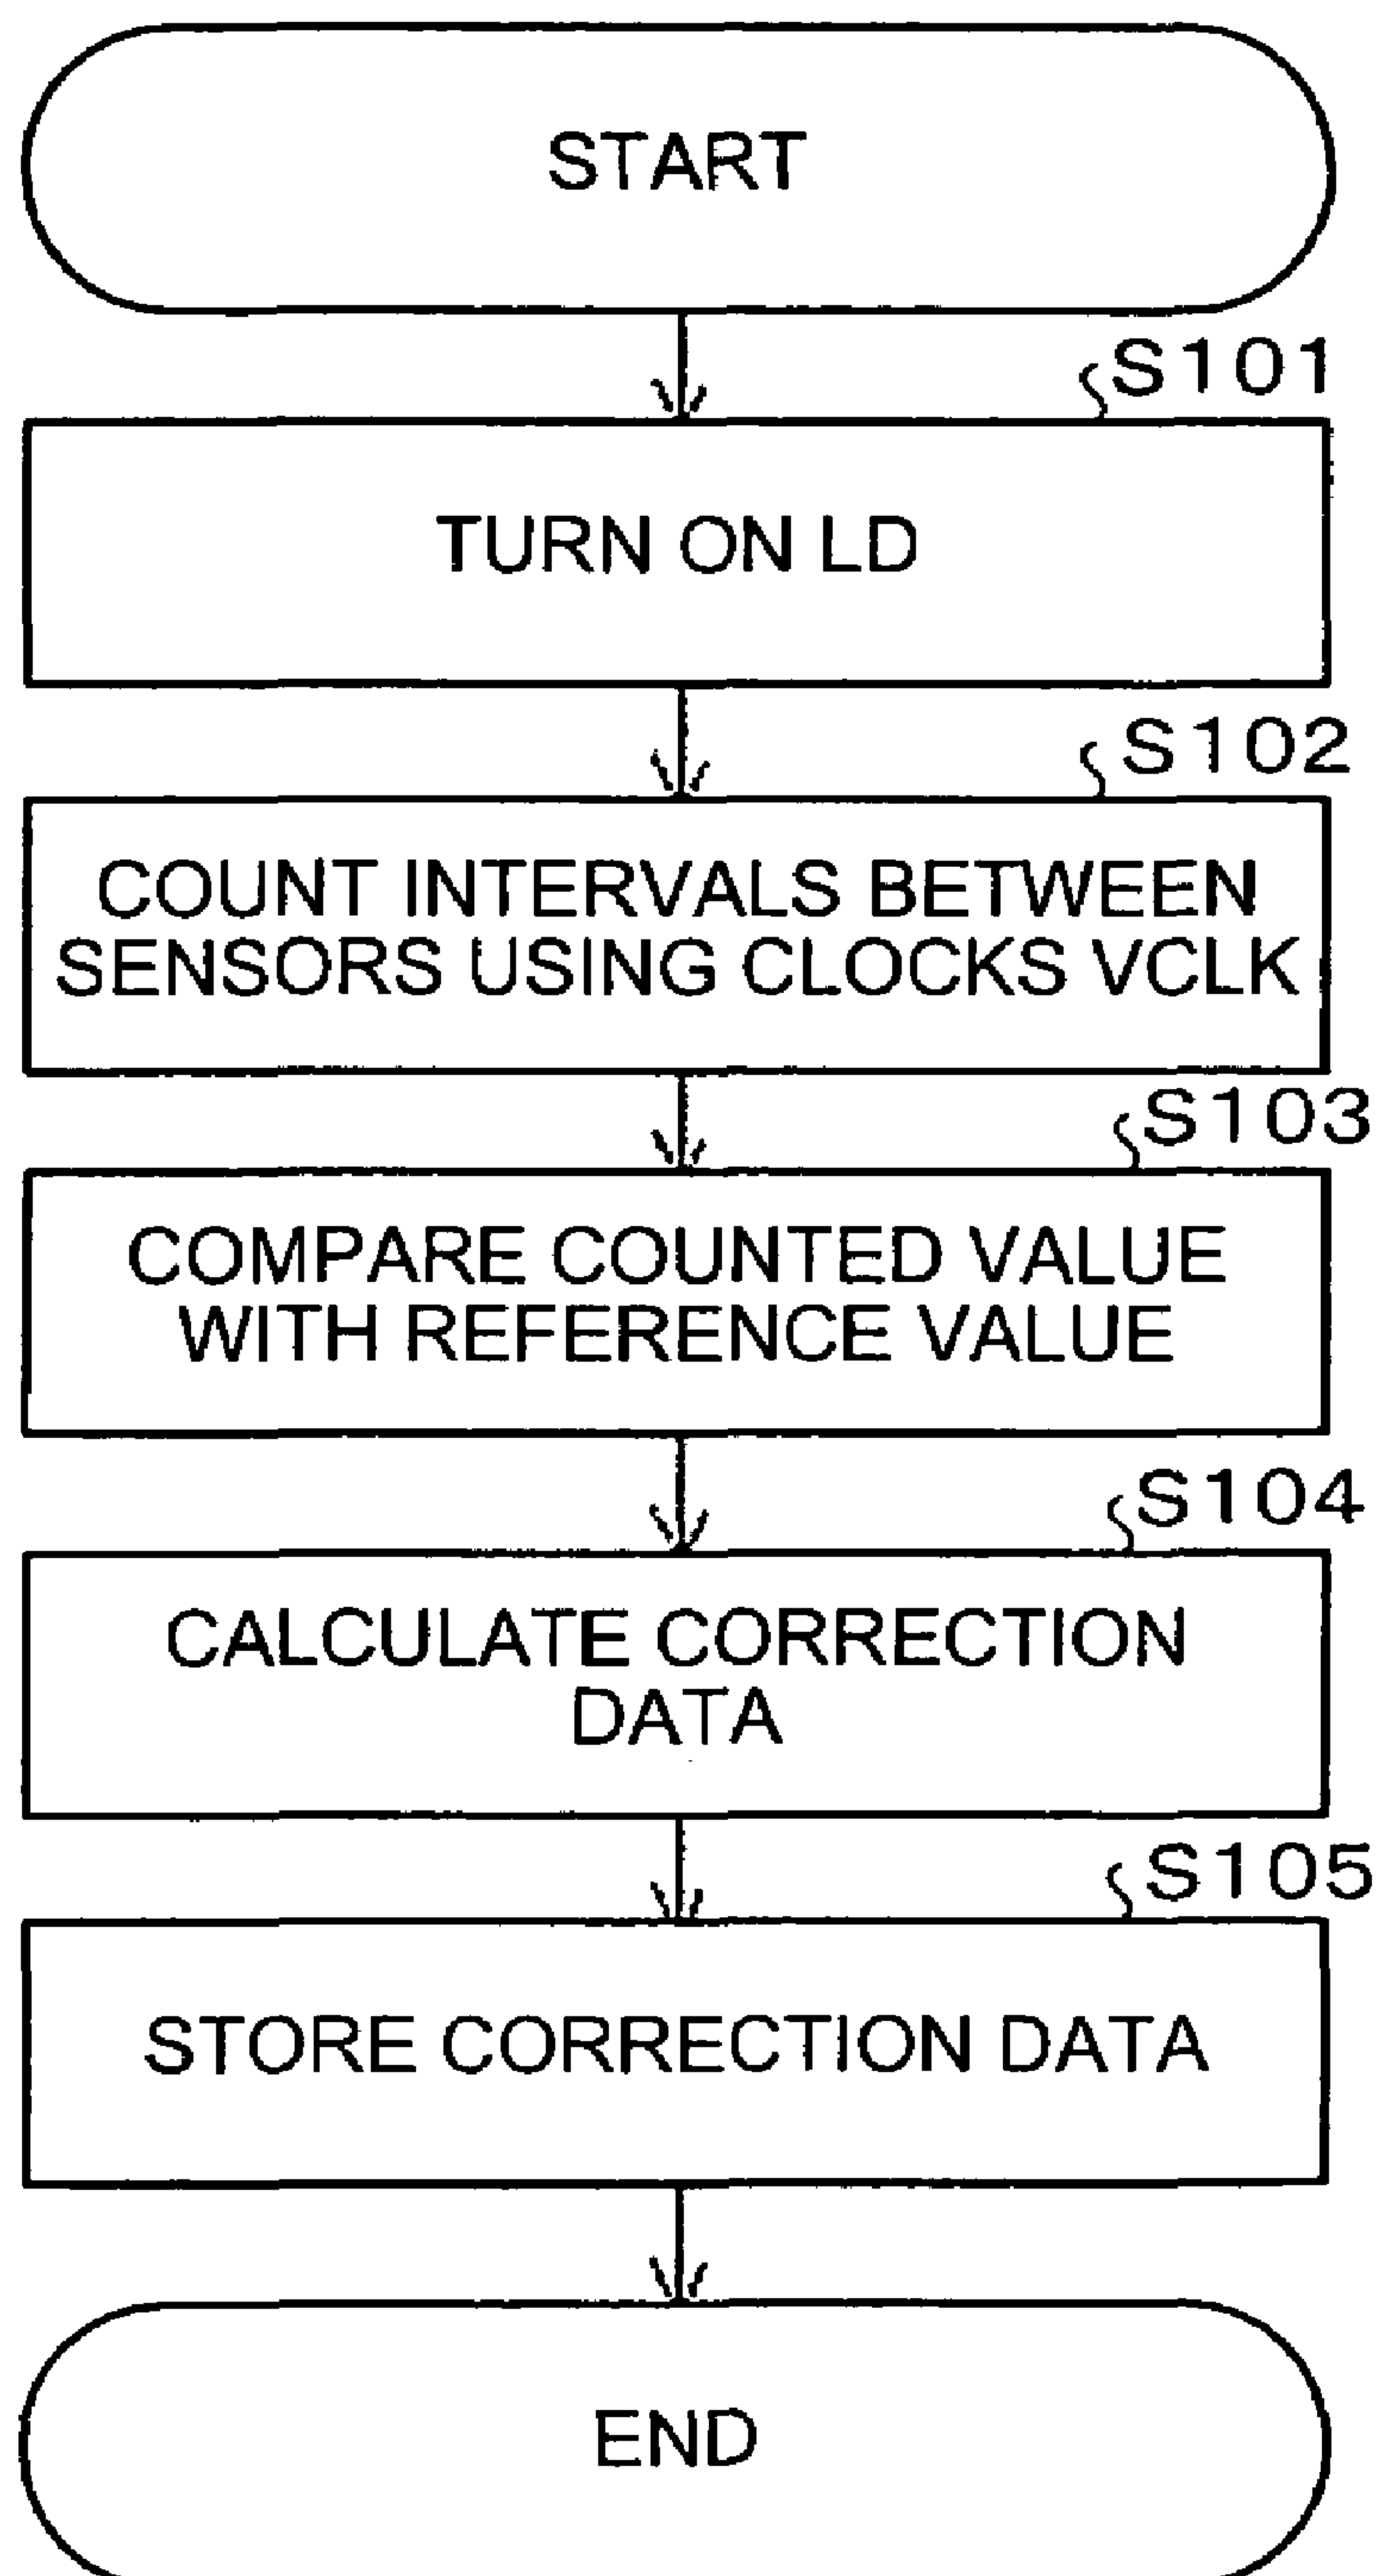 START
S101
TURN ON LD
S102
COUNT INTERVALS BETWEEN
SENSORS USING CLOCKS VCLK
S103
COMPARE COUNTED VALUE
WITH REFERENCE VALUE
S104
CALCULATE CORRECTION
DATA
S105
STORE CORRECTION DATA
END